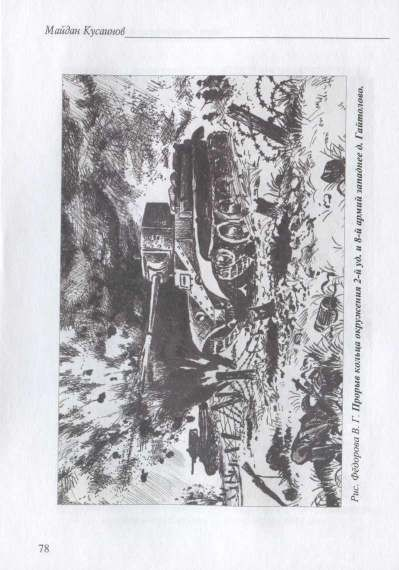 Майдан Кусаинов
Рис. Фёдорова В. Г. Прорыв кольца окружения 2-й уд. и 8-й армий западнее д. Гайтолово.
78